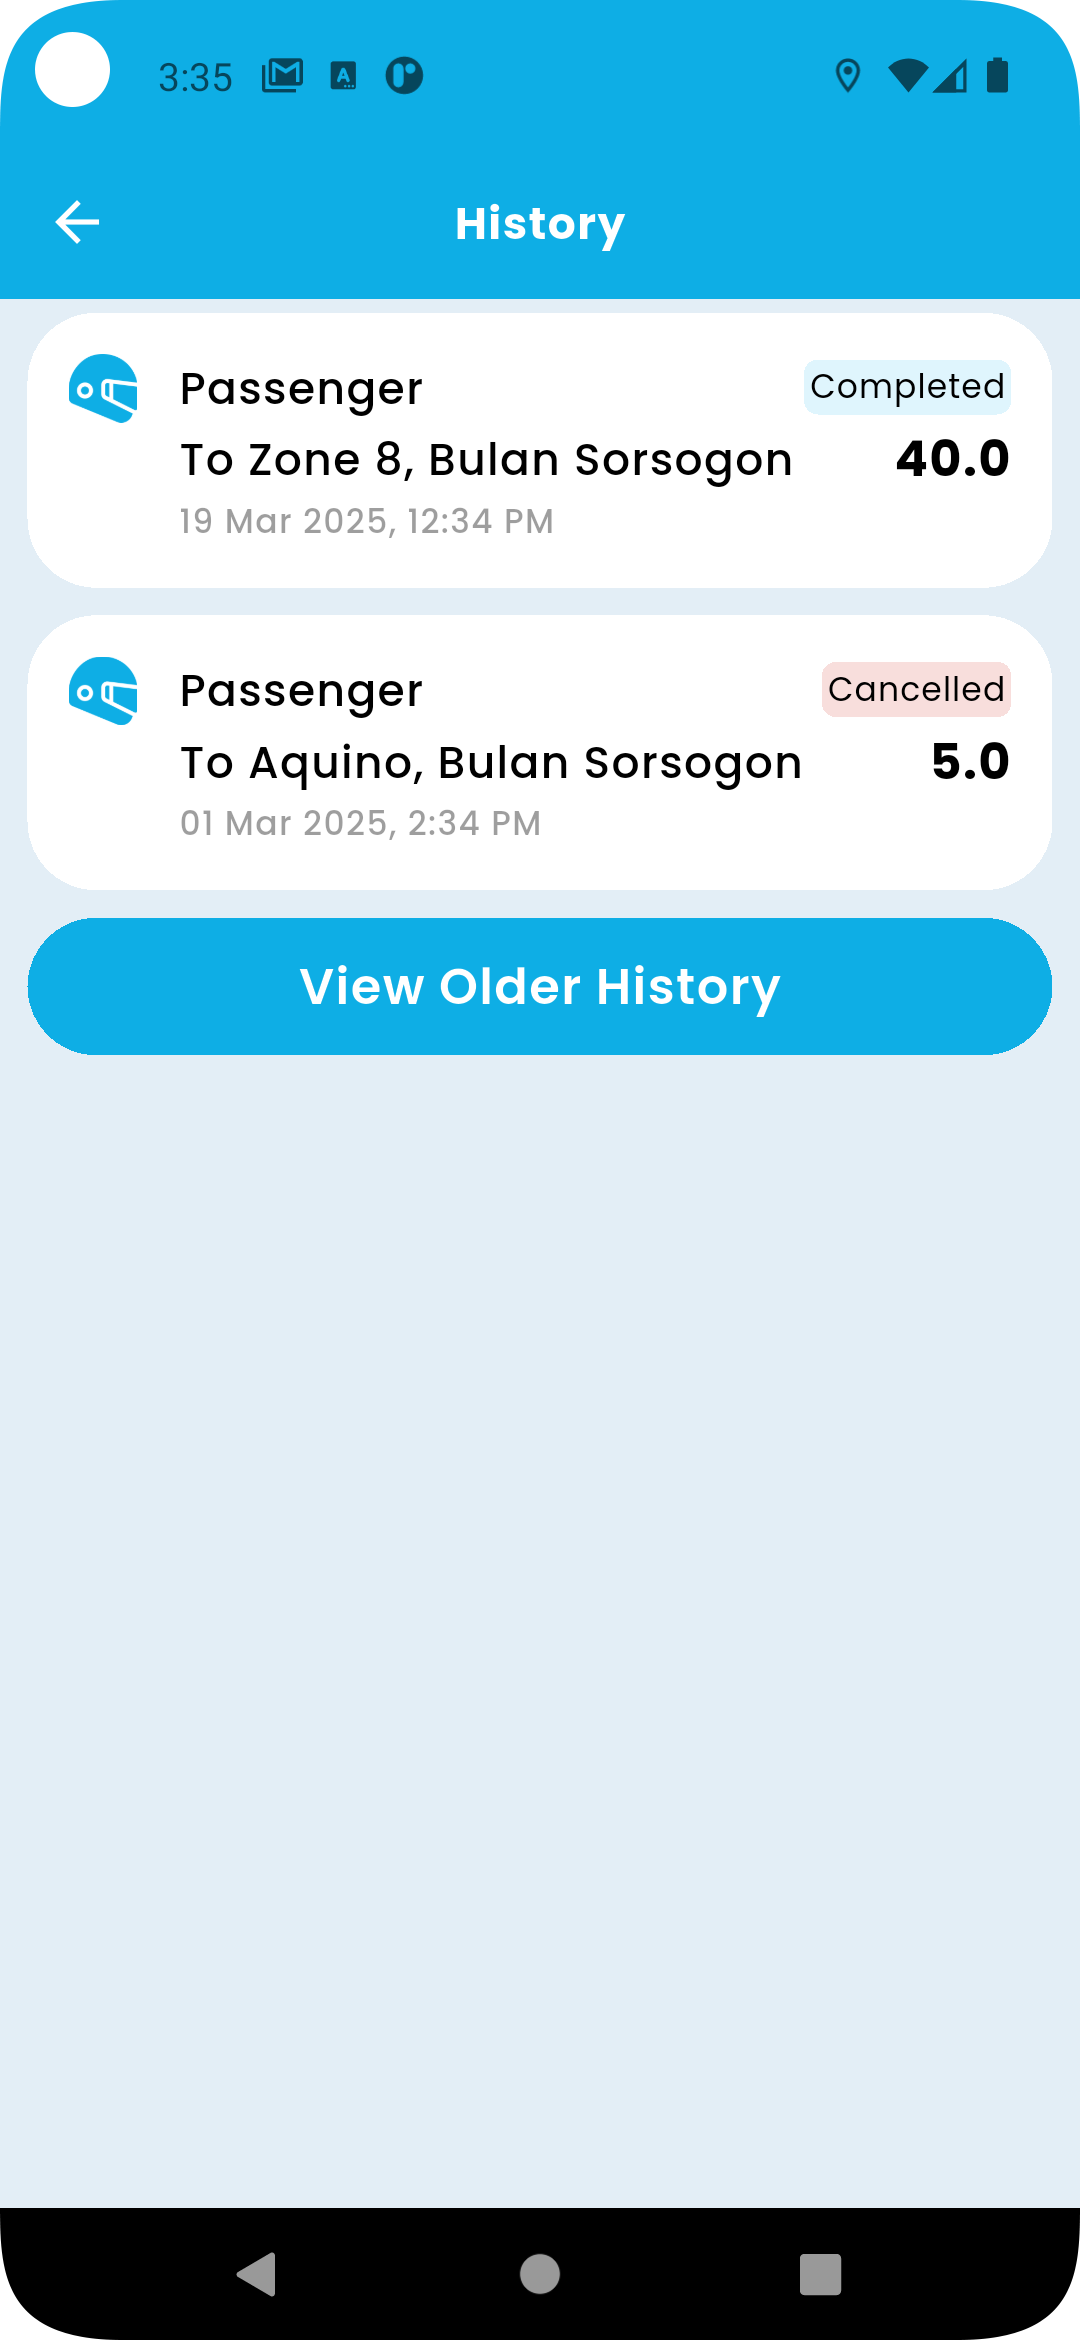 3:35
History
Passenger
Completed
To Zone 8, Bulan Sorsogon
40.0
19 Mar 2025, 12:34 PM
Passenger
Cancelled
To Aquino, Bulan Sorsogon
5.0
01 Mar 2025, 2:34 PM
View Older History